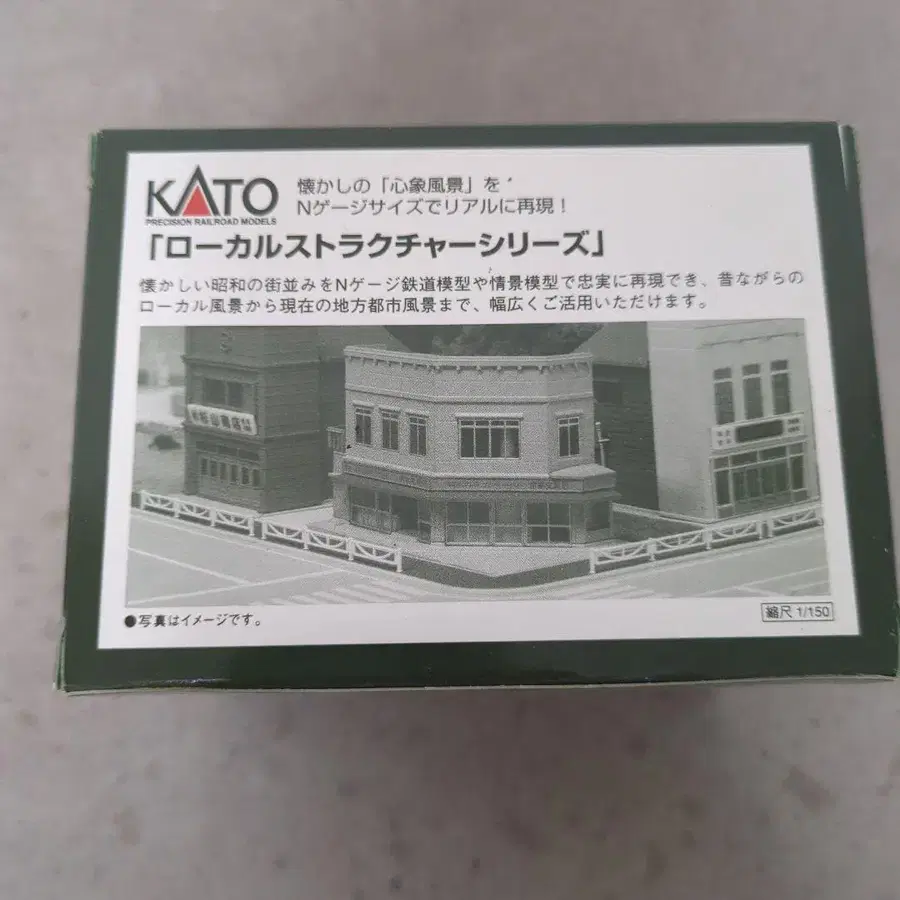 KATO
PRECISION RAILROAD MODELS
懐かしの「心象風景」を
Nゲージサイズでリアルに再現！
「ローカルストラクチャーシリーズ」
懐かしい昭和の街並みをNゲージ鉄道模型や情景模型で忠実に再現でき、昔ながらの
ローカル風景から現在の地方都市風景まで、幅広くご活用いただけます。
●写真はイメージです。
縮尺 1/150